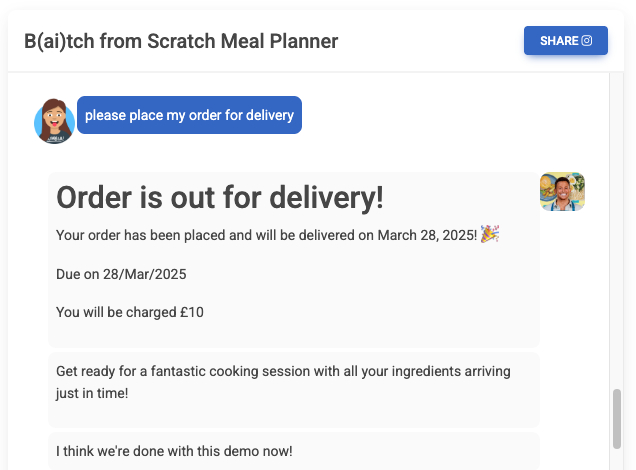 B(ai)tch from Scratch Meal Planner
SHARE
please place my order for delivery
Order is out for delivery!
Your order has been placed and will be delivered on March 28, 2025! 🎉
Due on 28/Mar/2025
You will be charged £10
Get ready for a fantastic cooking session with all your ingredients arriving
just in time!
I think we're done with this demo now!